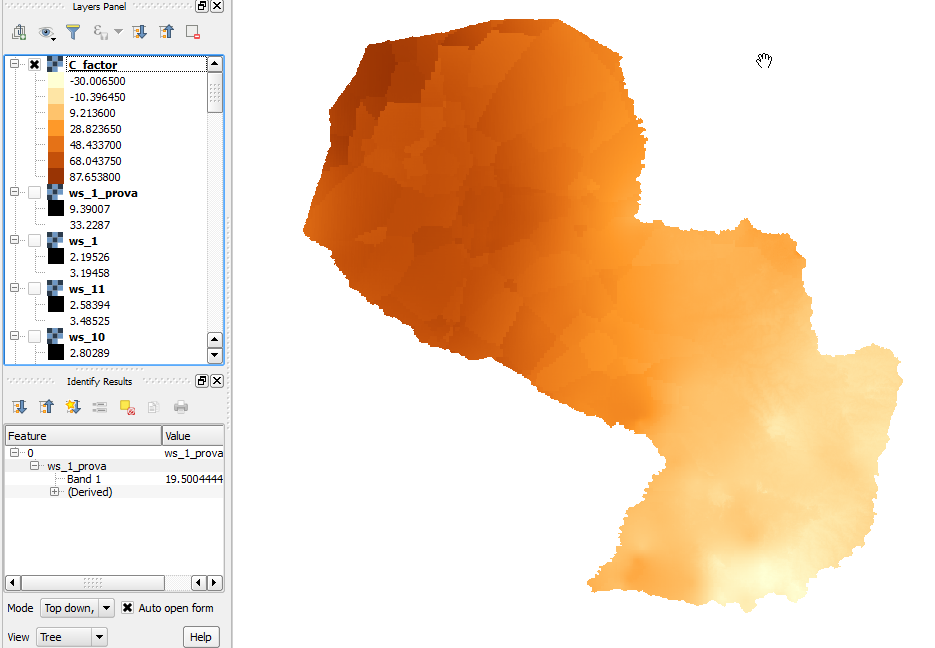 Layers Panel
C_factor
-30.006500
-10.396450
9.213600
28.823650
48.433700
68.043750
87.653800
ws_1_prova
9.39007
33.2287
ws_1
2.19526
3.19458
ws_11
2.58394
3.48525
ws_10
2.80289
Identify Results
Feature Value
0 ws_1_prova
ws_1_prova
Band 1 19.5004444
(Derived)
Mode Top down, Auto open form
View Tree Help